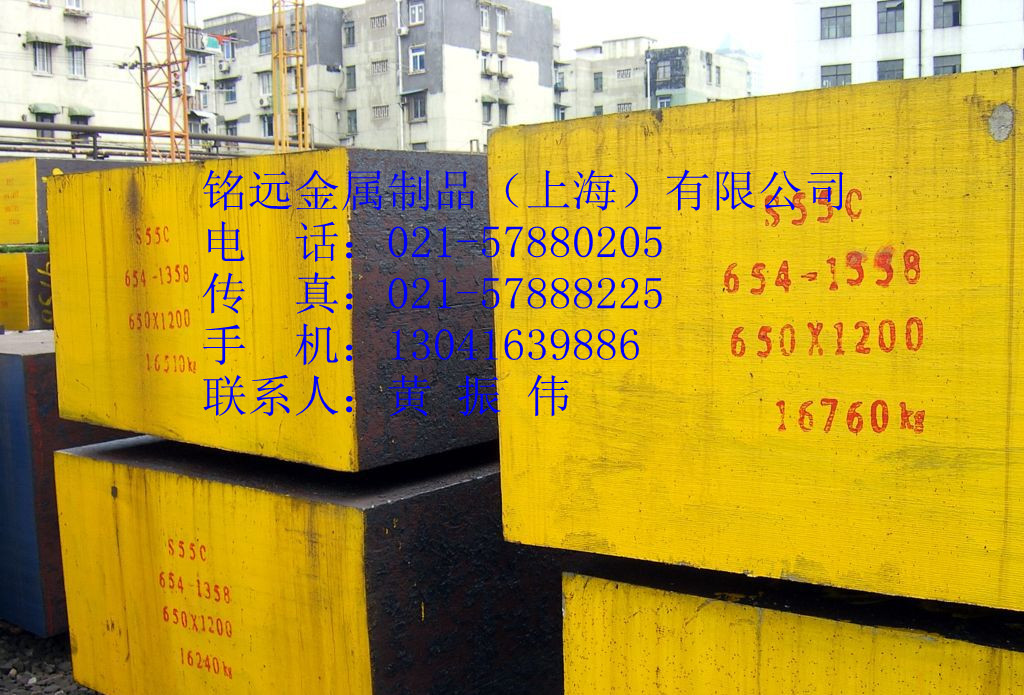 铭远金属制品（上海）有限公司
电　话：021-57880205
传　真：021-57888225
手　机：13041639886
联系人：黄 振 伟
S55C
654-1358
650X1200
16510kg
S55C
654-1358
650X1200
16760kg
S55C
654-1358
650X1200
16240kg